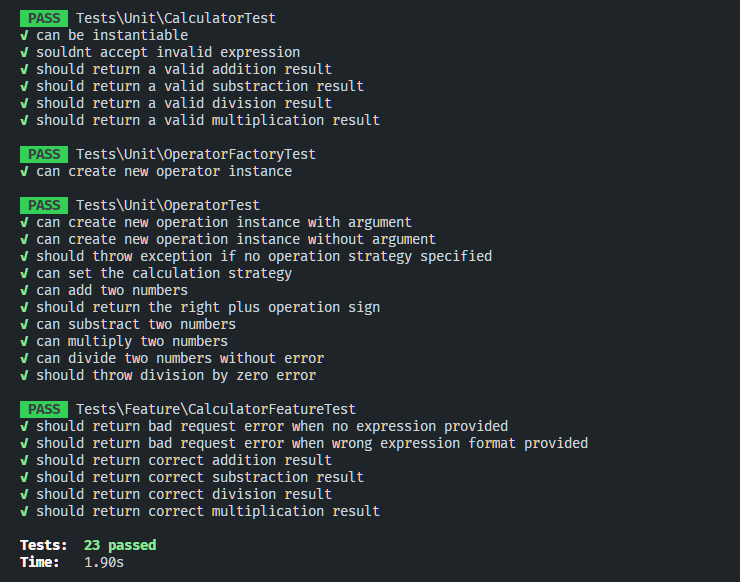 PASS Tests\Unit\CalculatorTest
√ can be instantiable
√ souldnt accept invalid expression
√ should return a valid addition result
√ should return a valid substraction result
√ should return a valid division result
√ should return a valid multiplication result
PASS Tests\Unit\OperatorFactoryTest
√ can create new operator instance
PASS Tests\Unit\OperatorTest
√ can create new operation instance with argument
√ can create new operation instance without argument
√ should throw exception if no operation strategy specified
√ can set the calculation strategy
√ can add two numbers
√ should return the right plus operation sign
√ can substract two numbers
√ can multiply two numbers
√ can divide two numbers without error
√ should throw division by zero error
PASS Tests\Feature\CalculatorFeatureTest
√ should return bad request error when no expression provided
√ should return bad request error when wrong expression format provided
√ should return correct addition result
√ should return correct substraction result
√ should return correct division result
√ should return correct multiplication result
Tests: 23 passed
Time: 1.90s